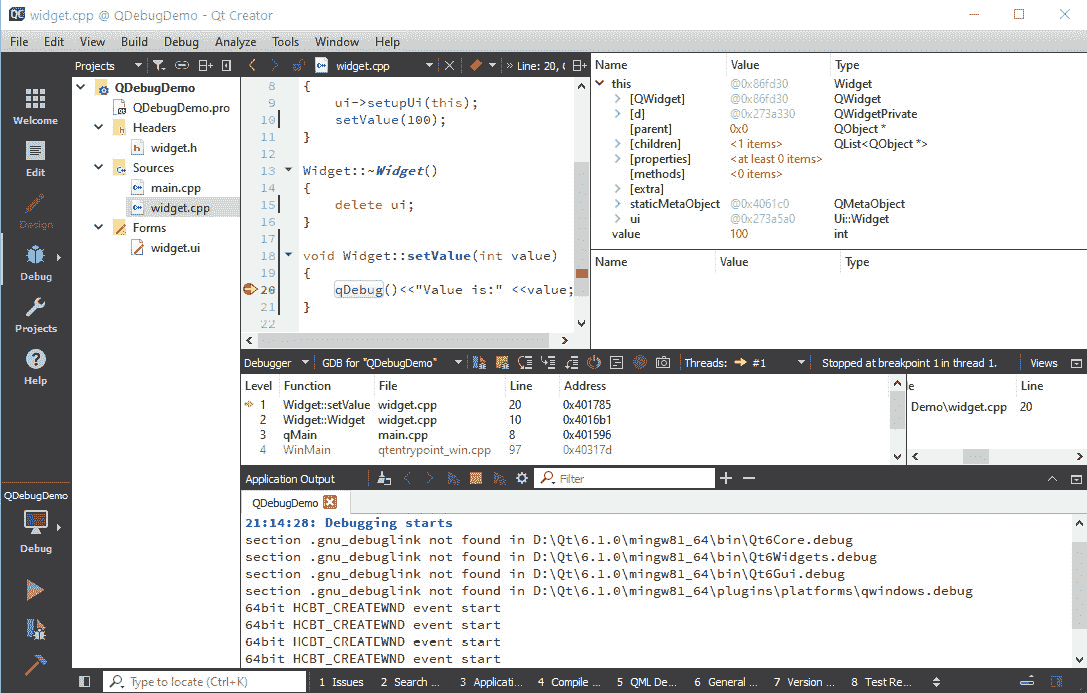 QC widget.cpp @ QDebugDemo - Qt Creator
File Edit View Build Debug Analyze Tools Window Help
Welcome
Edit
Design
Debug
Projects
Help
QDebugDemo
Debug
Projects
QDebugDemo
QDebugDemo.pro
Headers
widget.h
Sources
main.cpp
widget.cpp
Forms
widget.ui
widget.cpp » Line: 20, (
8 {
9 ui->setupUi(this);
10 setValue(100);
11 }
12
13 Widget::~Widget()
14 {
15 delete ui;
16 }
17
18 void Widget::setValue(int value)
19 {
20 qDebug()<<"Value is:" <<value;
21 }
22
Name Value Type
this @0x86fd30 Widget
[QWidget] @0x86fd30 QWidget
[d] @0x273a330 QWidgetPrivate
[parent] 0x0 QObject *
[children] <1 items> QList<QObject *>
[properties] <at least 0 items>
[methods] <0 items>
[extra]
staticMetaObject @0x4061c0 QMetaObject
ui @0x273a5a0 Ui::Widget
value 100 int
Name Value Type
Debugger GDB for "QDebugDemo" Threads: #1 Stopped at breakpoint 1 in thread 1. Views
Level Function File Line Address
1 Widget::setValue widget.cpp 20 0x401785
2 Widget::Widget widget.cpp 10 0x4016b1
3 qMain main.cpp 8 0x401596
4 WinMain qtentrypoint_win.cpp 97 0x40317d
e Line
Demo\widget.cpp 20
Application Output Filter
QDebugDemo
21:14:28: Debugging starts
section .gnu_debuglink not found in D:\Qt\6.1.0\mingw81_64\bin\Qt6Core.debug
section .gnu_debuglink not found in D:\Qt\6.1.0\mingw81_64\bin\Qt6Widgets.debug
section .gnu_debuglink not found in D:\Qt\6.1.0\mingw81_64\bin\Qt6Gui.debug
section .gnu_debuglink not found in D:\Qt\6.1.0\mingw81_64\plugins\platforms\qwindows.debug
64bit HCBT_CREATEWND event start
64bit HCBT_CREATEWND event start
64bit HCBT_CREATEWND event start
64bit HCBT_CREATEWND event start
Type to locate (Ctrl+K) 1 Issues 2 Search ... 3 Applicati... 4 Compile ... 5 QML De... 6 General ... 7 Version ... 8 Test Re...